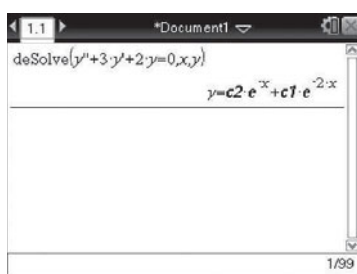 1.1 *Document1
deSolve(y''+3·y'+2·y=0,x,y)
y=c2·e^-x+c1·e^-2·x
1/99